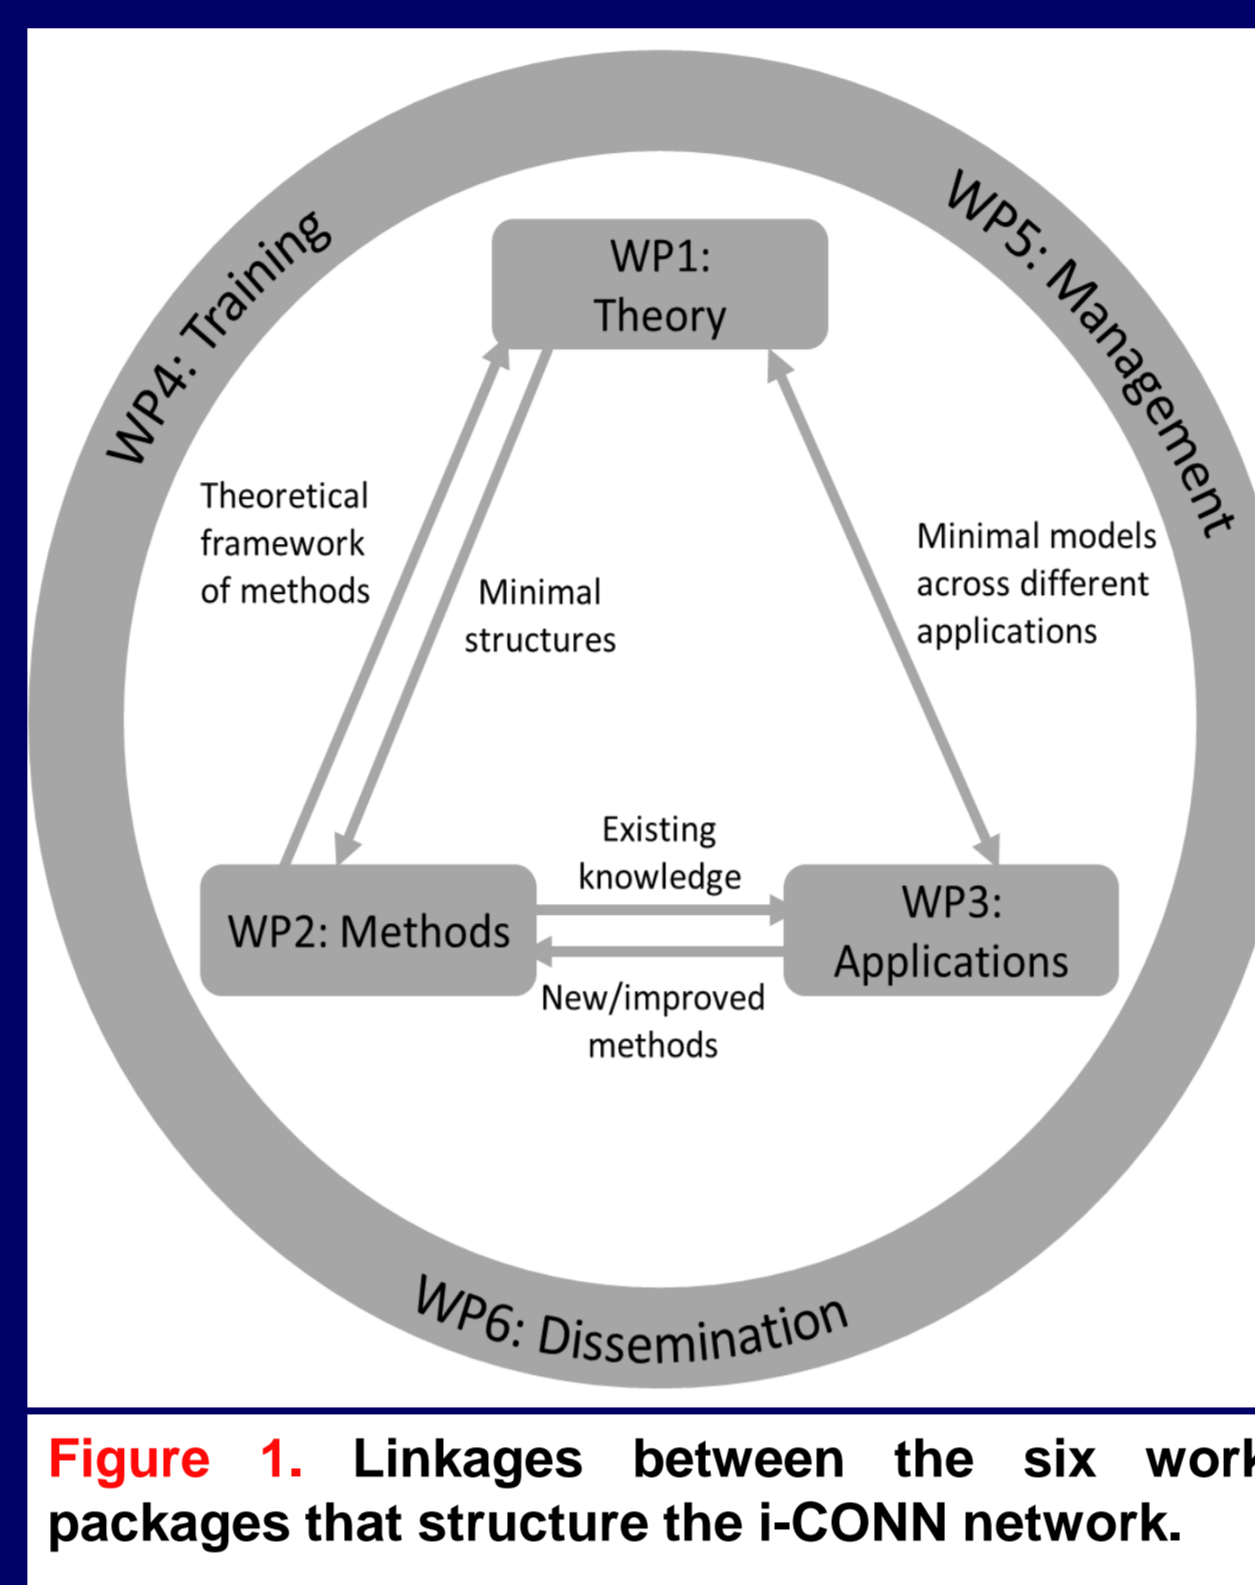 WP4: Training
WP5: Management
WP1:
Theory
Theoretical
framework
of methods
Minimal
structures
Minimal models
across different
applications
Existing
knowledge
WP2: Methods
WP3:
Applications
New/improved
methods
WP6: Dissemination
Figure 1. Linkages between the six work
packages that structure the i-CONN network.